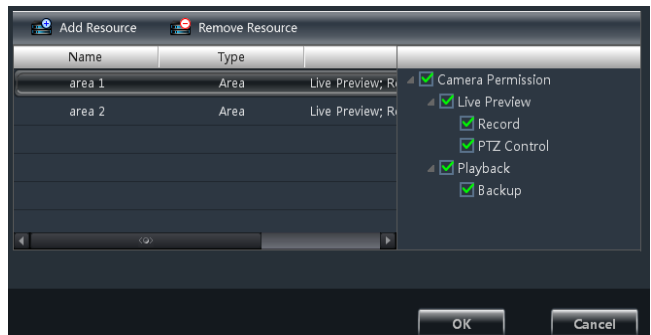 Add Resource Remove Resource
Name Type
area 1 Area Live Preview; R
area 2 Area Live Preview; R
Camera Permission
Live Preview
Record
PTZ Control
Playback
Backup
OK Cancel